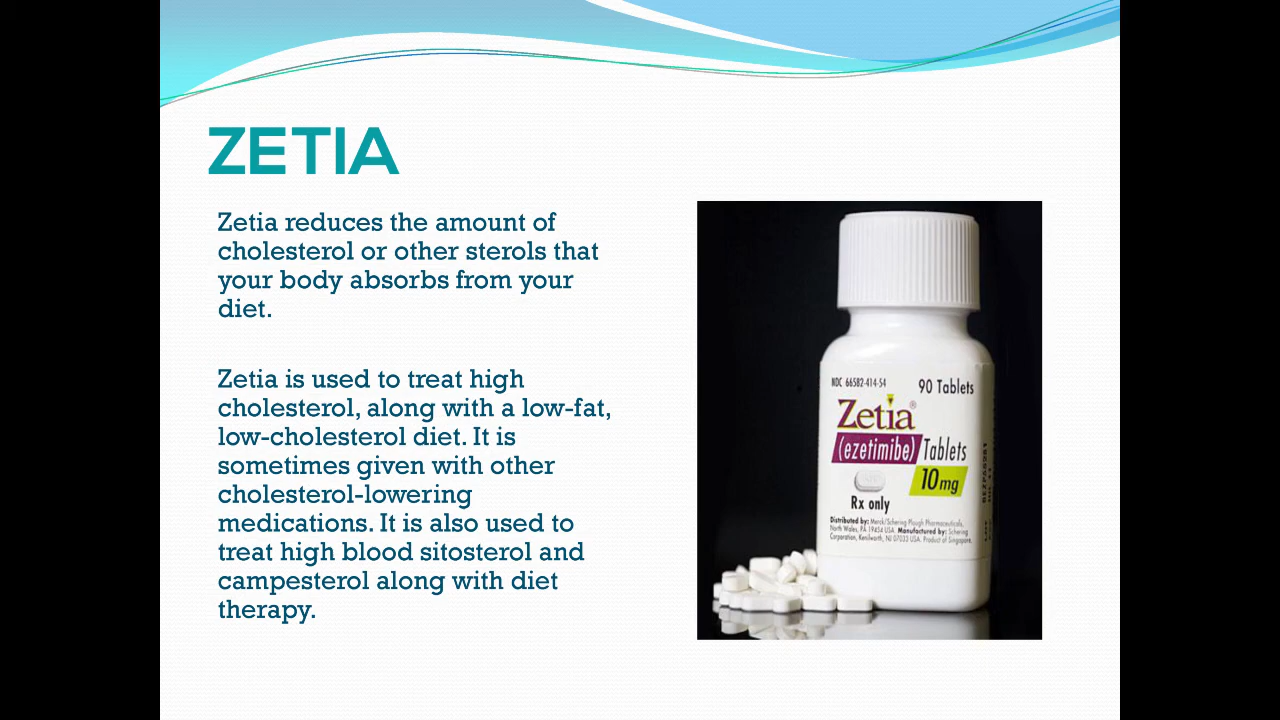 ZETIA
Zetia reduces the amount of
cholesterol or other sterols that
your body absorbs from your
diet.
Zetia is used to treat high
cholesterol, along with a low-fat,
low-cholesterol diet. It is
sometimes given with other
cholesterol-lowering
medications. It is also used to
treat high blood sitosterol and
campesterol along with diet
therapy.
NDC 66582-414-54 90 Tablets
Zetia®
(ezetimibe) Tablets
10 mg
Rx only
Distributed by: Merck/Schering Plough Pharmaceuticals,
North Wales, PA 19454 USA Manufactured by: Schering
Corporation, Kenilworth, NJ 07033 USA. Product of Singapore.